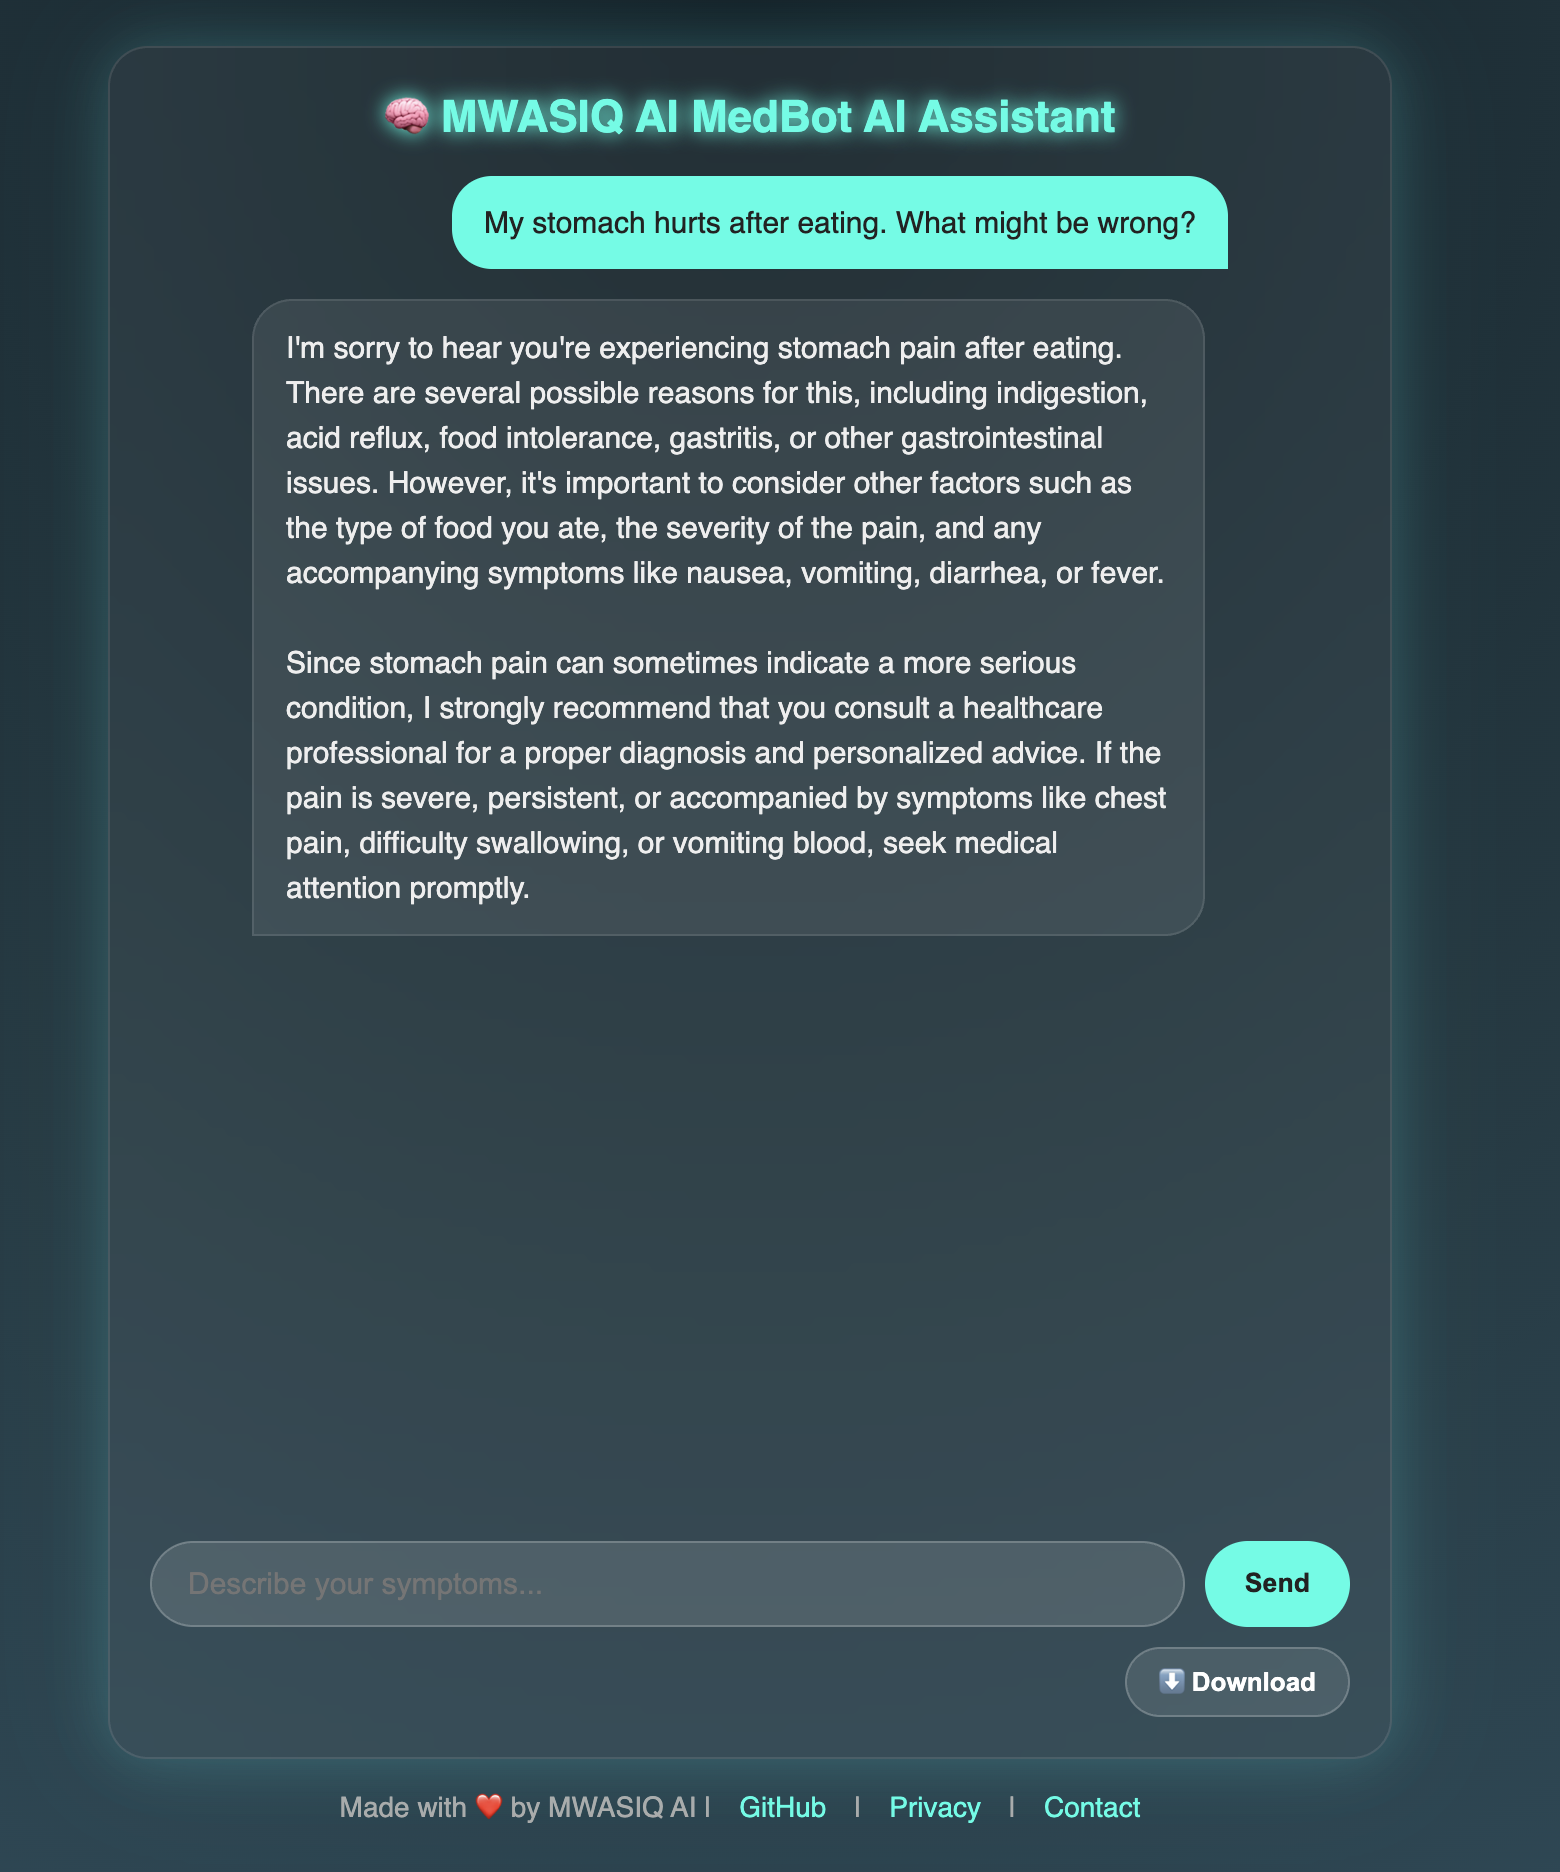 🧠 MWASIQ AI MedBot AI Assistant
My stomach hurts after eating. What might be wrong?
I'm sorry to hear you're experiencing stomach pain after eating.
There are several possible reasons for this, including indigestion,
acid reflux, food intolerance, gastritis, or other gastrointestinal
issues. However, it's important to consider other factors such as
the type of food you ate, the severity of the pain, and any
accompanying symptoms like nausea, vomiting, diarrhea, or fever.
Since stomach pain can sometimes indicate a more serious
condition, I strongly recommend that you consult a healthcare
professional for a proper diagnosis and personalized advice. If the
pain is severe, persistent, or accompanied by symptoms like chest
pain, difficulty swallowing, or vomiting blood, seek medical
attention promptly.
Describe your symptoms...
Send
⬇️ Download
Made with ❤️ by MWASIQ AI | GitHub | Privacy | Contact